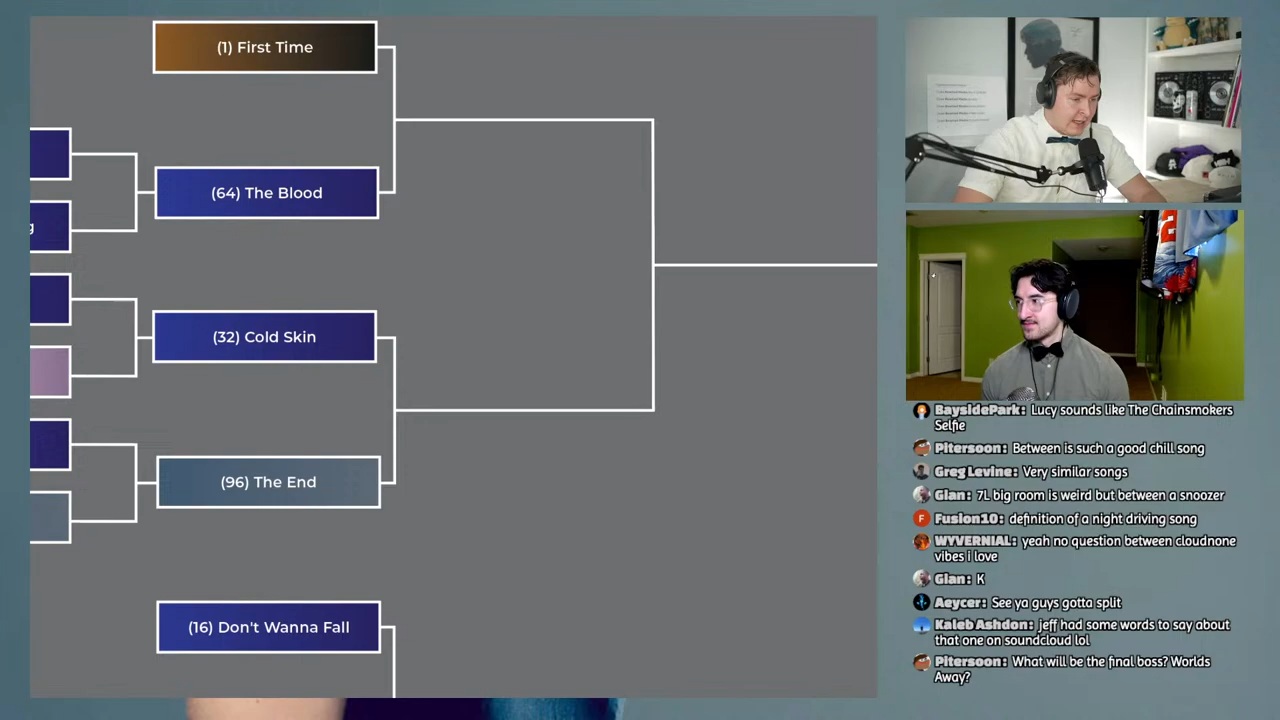 (1) First Time
(64) The Blood
g
(32) Cold Skin
(96) The End
(16) Don't Wanna Fall
BaysidePark: Lucy sounds like The Chainsmokers
Selfie
Pitersoon: Between is such a good chill song
Greg Levine: Very similar songs
Gian: 7L big room is weird but between a snoozer
F Fusion10: definition of a night driving song
WYVERNIAL: yeah no question between cloudnone
vibes i love
Gian: K
Aeycer: See ya guys gotta split
Kaleb Ashdon: jeff had some words to say about
that one on soundcloud lol
Pitersoon: What will be the final boss? Worlds
Away?